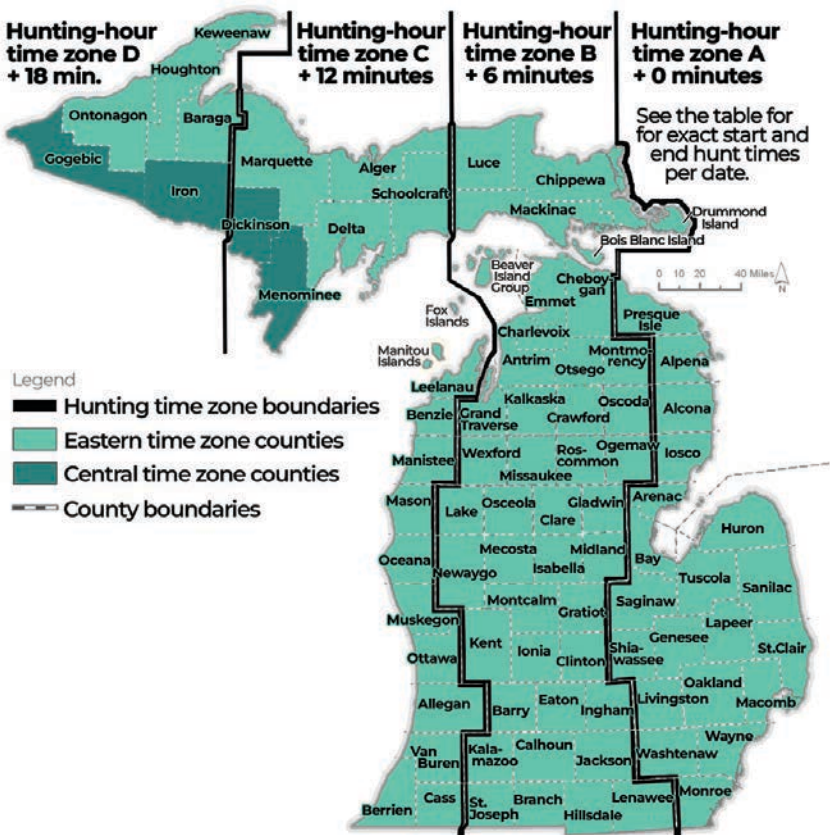 Hunting-hour
time zone D
+ 18 min.
Hunting-hour
time zone C
+ 12 minutes
Hunting-hour
time zone B
+ 6 minutes
Hunting-hour
time zone A
+ 0 minutes
See the table for
for exact start and
end hunt times
per date.
Keweenaw
Houghton
Ontonagon
Baraga
Gogebic
Iron
Marquette
Dickinson
Menominee
Alger
Schoolcraft
Delta
Luce
Chippewa
Mackinac
Drummond
Island
Bois Blanc Island
0 10 20 40 Miles
N
Beaver
Island
Group
Fox
Islands
Manitou
Islands
Emmet
Cheboy
gan
Presque
Isle
Charlevoix
Antrim
Otsego
Montmo-
rency
Alpena
Leelanau
Benzie
Grand
Traverse
Kalkaska
Crawford
Oscoda
Alcona
Manistee
Wexford
Missaukee
Ros-
common
Ogemaw
Iosco
Mason
Lake
Osceola
Clare
Gladwin
Arenac
Huron
Oceana
Newaygo
Mecosta
Isabella
Midland
Bay
Tuscola
Sanilac
Muskegon
Montcalm
Gratiot
Saginaw
Lapeer
Genesee
St.Clair
Ottawa
Kent
Ionia
Clinton
Shia-
wassee
Oakland
Macomb
Livingston
Allegan
Barry
Eaton
Ingham
Wayne
Washtenaw
Van
Buren
Kala-
mazoo
Calhoun
Jackson
Monroe
Lenawee
Berrien
Cass
St.
Joseph
Branch
Hillsdale
Legend
Hunting time zone boundaries
Eastern time zone counties
Central time zone counties
County boundaries